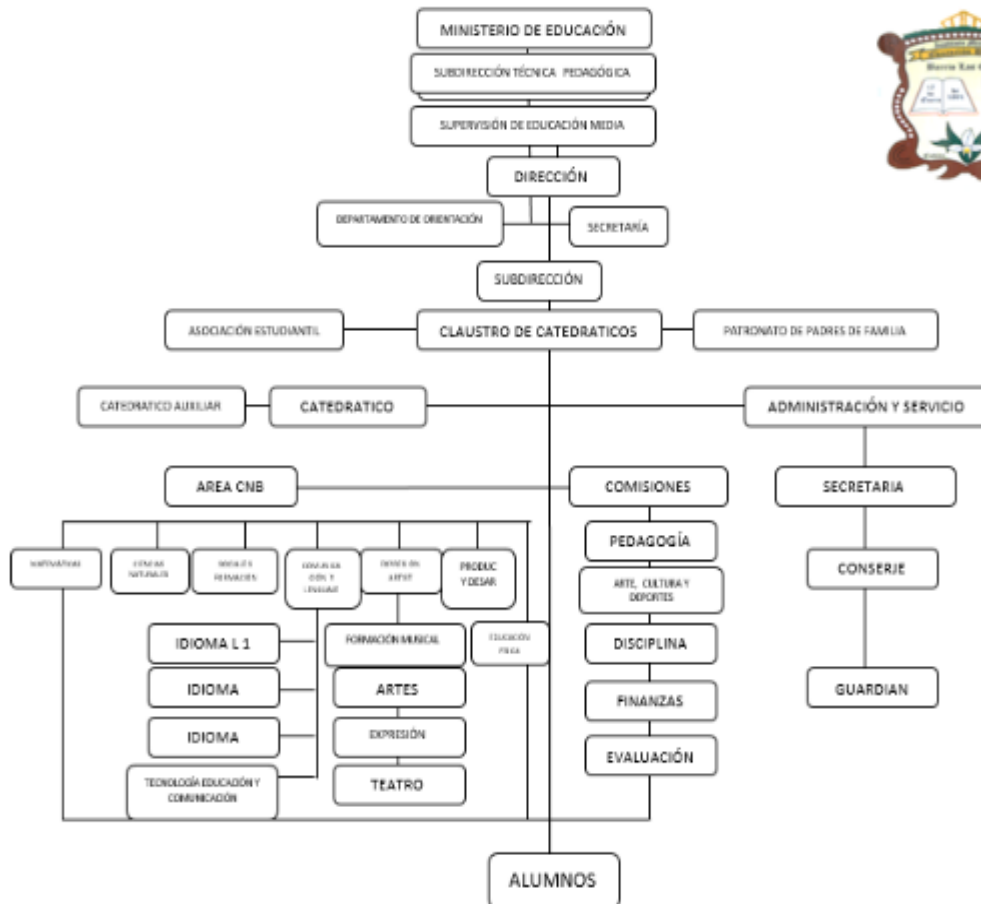 MINISTERIO DE EDUCACIÓN
SUBDIRECCIÓN TÉCNICA PEDAGÓGICA
SUPERVISIÓN DE EDUCACIÓN MEDIA
DIRECCIÓN
DEPARTAMENTO DE ORIENTACIÓN
SECRETARÍA
SUBDIRECCIÓN
ASOCIACIÓN ESTUDIANTIL
CLAUSTRO DE CATEDRATICOS
PATRONATO DE PADRES DE FAMILIA
CATEDRATICO AUXILIAR
CATEDRATICO
ADMINISTRACIÓN Y SERVICIO
AREA CNB
COMISIONES
SECRETARIA
MATEMÁTICAS
CIENCIAS
NATURALES
FORMACIÓN
LENGUAJE
PRODUC
Y DESAR
PEDAGOGÍA
CONSERJE
ARTE, CULTURA Y
DEPORTES
IDIOMA L 1
FORMACIÓN MUSICAL
EDUCACIÓN
FISICA
DISCIPLINA
IDIOMA
ARTES
FINANZAS
GUARDIAN
IDIOMA
EXPRESIÓN
EVALUACIÓN
TECNOLOGÍA EDUCACIÓN Y
COMUNICACIÓN
TEATRO
ALUMNOS